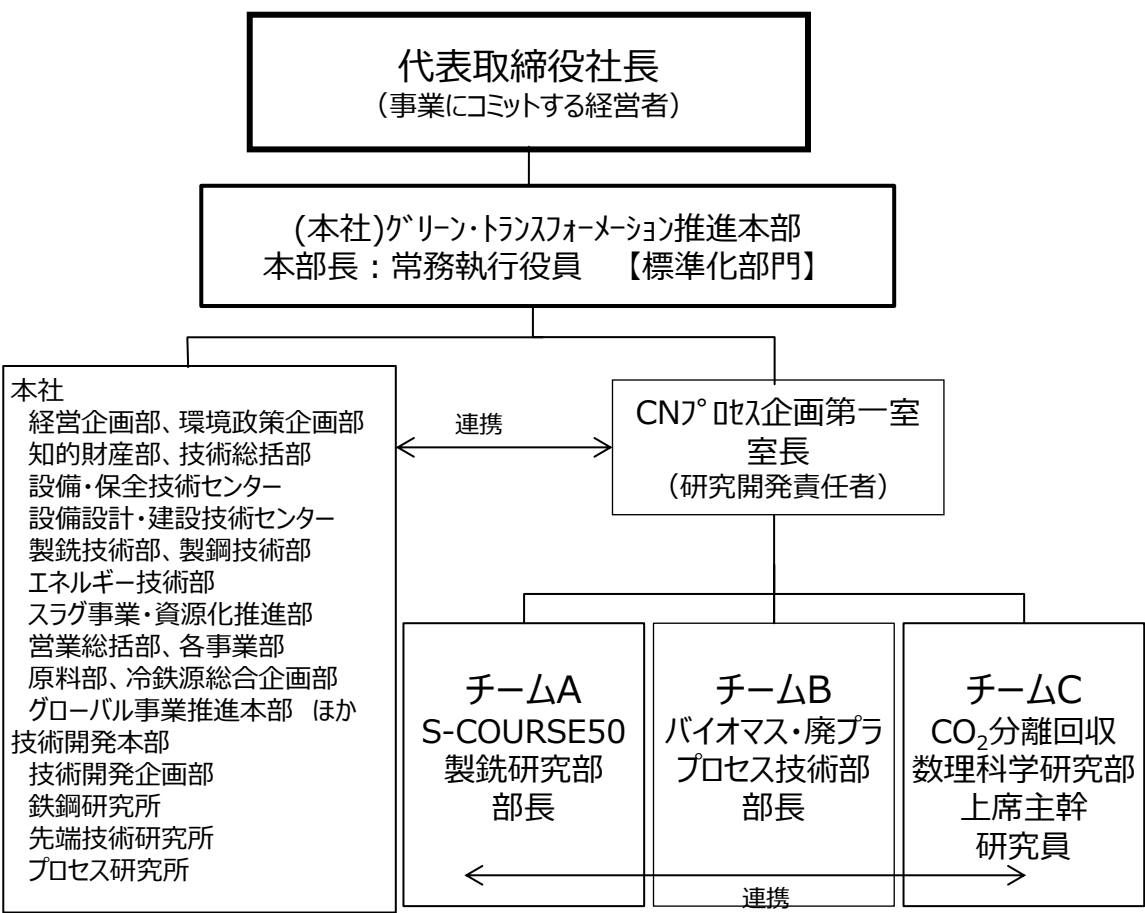 代表取締役社長
（事業にコミットする経営者）
(本社)グリーン・トランスフォーメーション推進本部
本部長：常務執行役員　【標準化部門】
本社
経営企画部、環境政策企画部
知的財産部、技術総括部
設備・保全技術センター
設備設計・建設技術センター
製銑技術部、製鋼技術部
エネルギー技術部
スラグ事業・資源化推進部
営業総括部、各事業部
原料部、冷鉄源総合企画部
グローバル事業推進本部　ほか
技術開発本部
技術開発企画部
鉄鋼研究所
先端技術研究所
プロセス研究所
連携
CNプロセス企画第一室
室長
（研究開発責任者）
チームA
S-COURSE50
製銑研究部
部長
チームB
バイオマス・廃プラ
プロセス技術部
部長
チームC
CO₂分離回収
数理科学研究部
上席主幹
研究員
連携